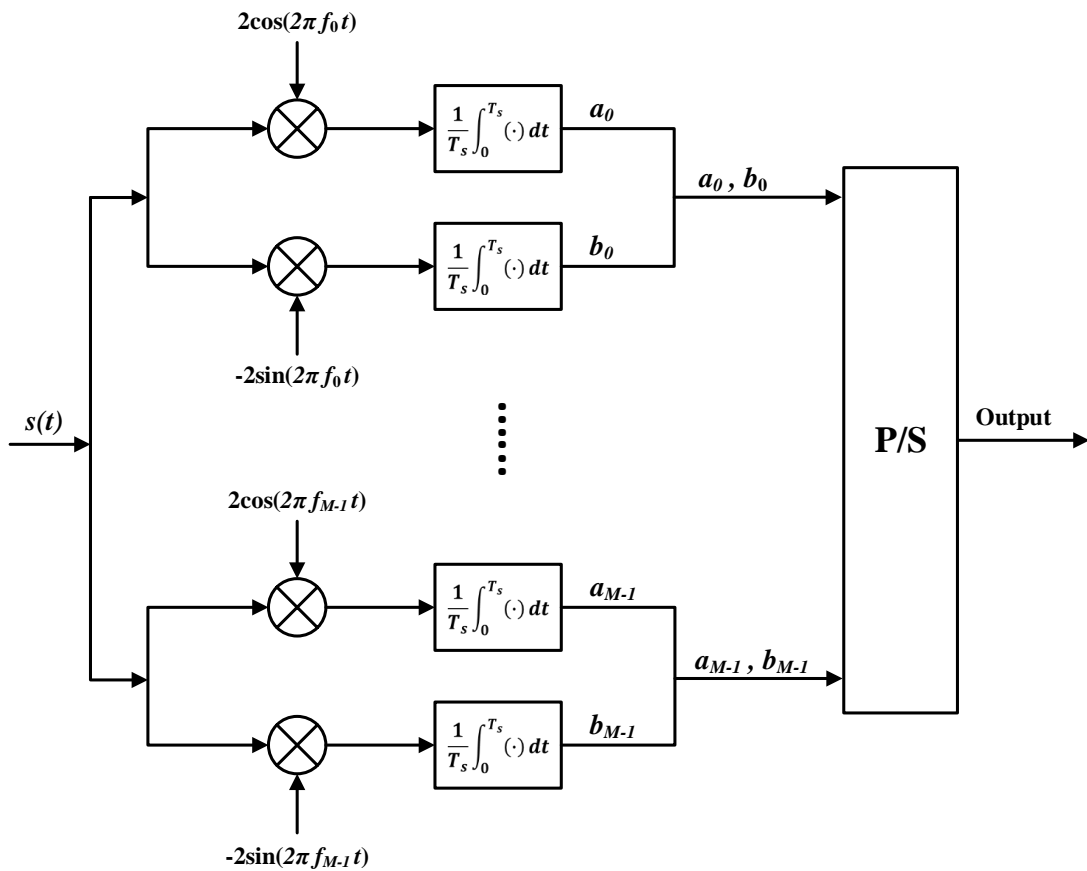 2cos(2πf₀t)
1/Tₛ ∫₀^Tₛ (·) dt
a₀
a₀ , b₀
1/Tₛ ∫₀^Tₛ (·) dt
b₀
-2sin(2πf₀t)
s(t)
P/S
Output
2cos(2πf_{M-1}t)
1/Tₛ ∫₀^Tₛ (·) dt
a_{M-1}
a_{M-1} , b_{M-1}
1/Tₛ ∫₀^Tₛ (·) dt
b_{M-1}
-2sin(2πf_{M-1}t)